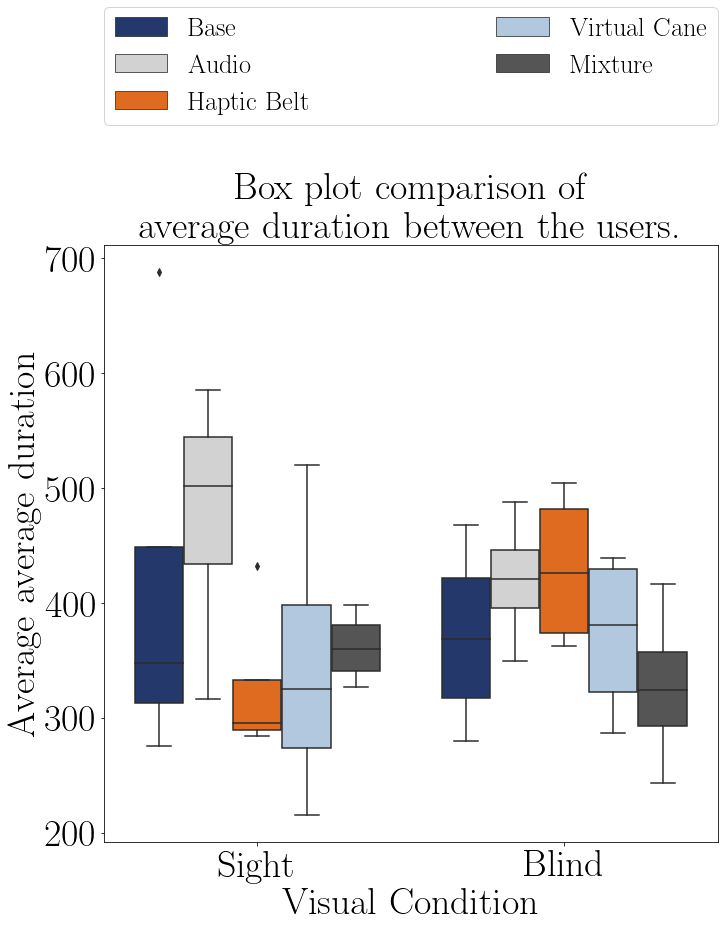 Base
Audio
Haptic Belt
Virtual Cane
Mixture
Box plot comparison of
average duration between the users.
Average average duration
700
600
500
400
300
200
Sight
Blind
Visual Condition